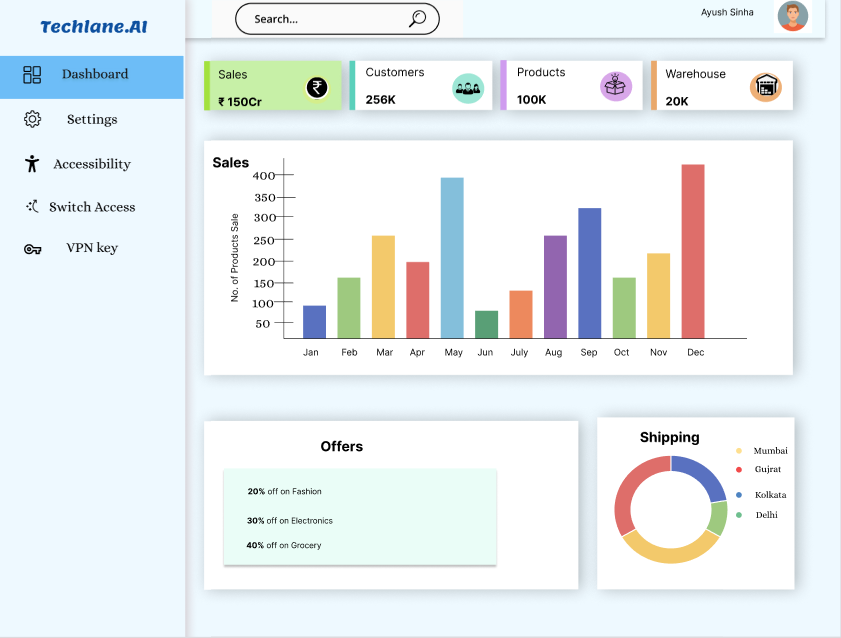 Techlane.AI
Search...
Ayush Sinha
Dashboard
Settings
Accessibility
Switch Access
VPN key
Sales
₹ 150Cr
Customers
256K
Products
100K
Warehouse
20K
Sales
No. of Products Sale
400
350
300
250
200
150
100
50
Jan Feb Mar Apr May Jun July Aug Sep Oct Nov Dec
Offers
20% off on Fashion
30% off on Electronics
40% off on Grocery
Shipping
Mumbai
Gujrat
Kolkata
Delhi